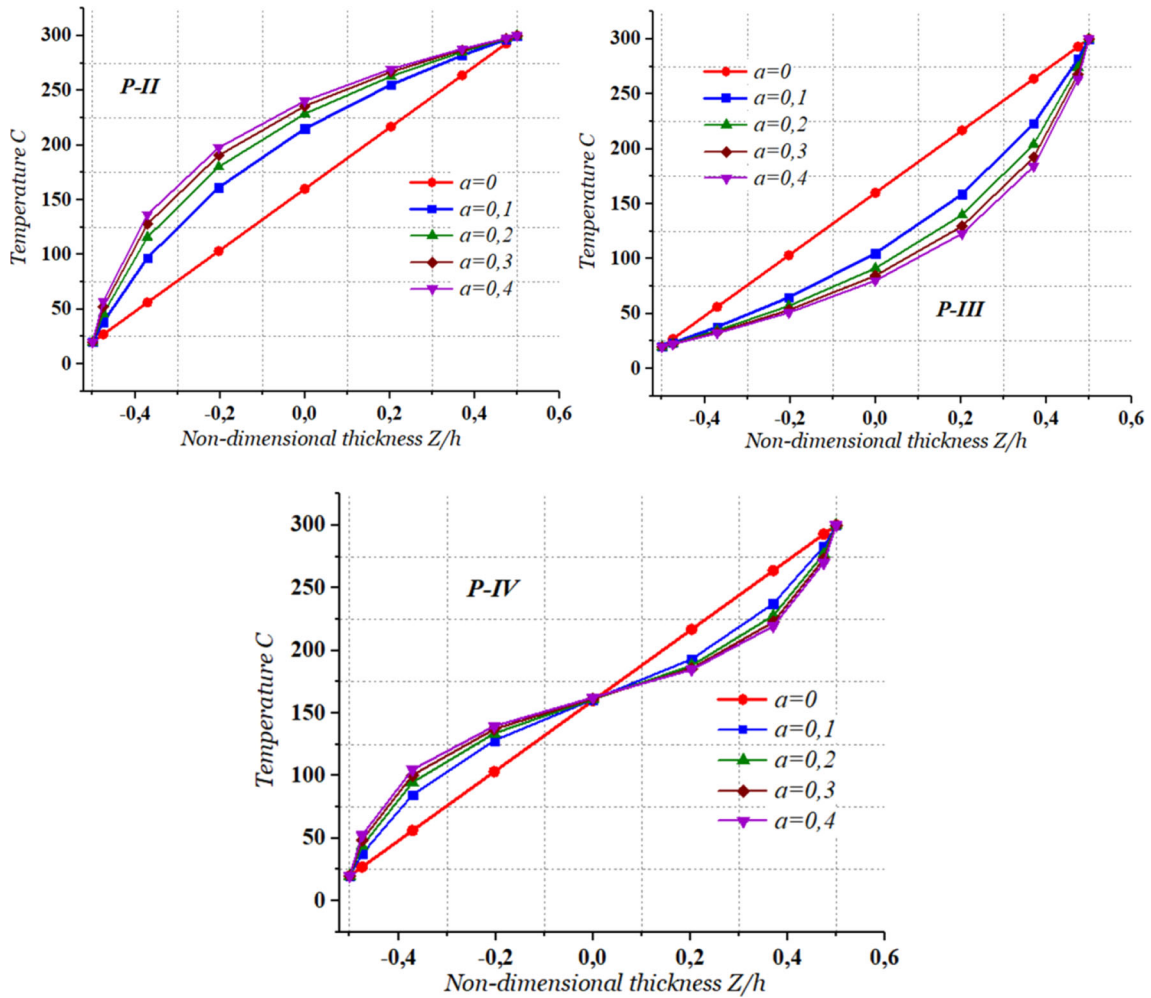 300
250
200
150
100
50
0
Temperature C
P-II
a=0
a=0,1
a=0,2
a=0,3
a=0,4
-0,4 -0,2 0,0 0,2 0,4 0,6
Non-dimensional thickness Z/h
300
250
200
150
100
50
0
Temperature C
a=0
a=0,1
a=0,2
a=0,3
a=0,4
P-III
-0,4 -0,2 0,0 0,2 0,4 0,6
Non-dimensional thickness Z/h
300
250
200
150
100
50
0
Temperature C
P-IV
a=0
a=0,1
a=0,2
a=0,3
a=0,4
-0,4 -0,2 0,0 0,2 0,4 0,6
Non-dimensional thickness Z/h